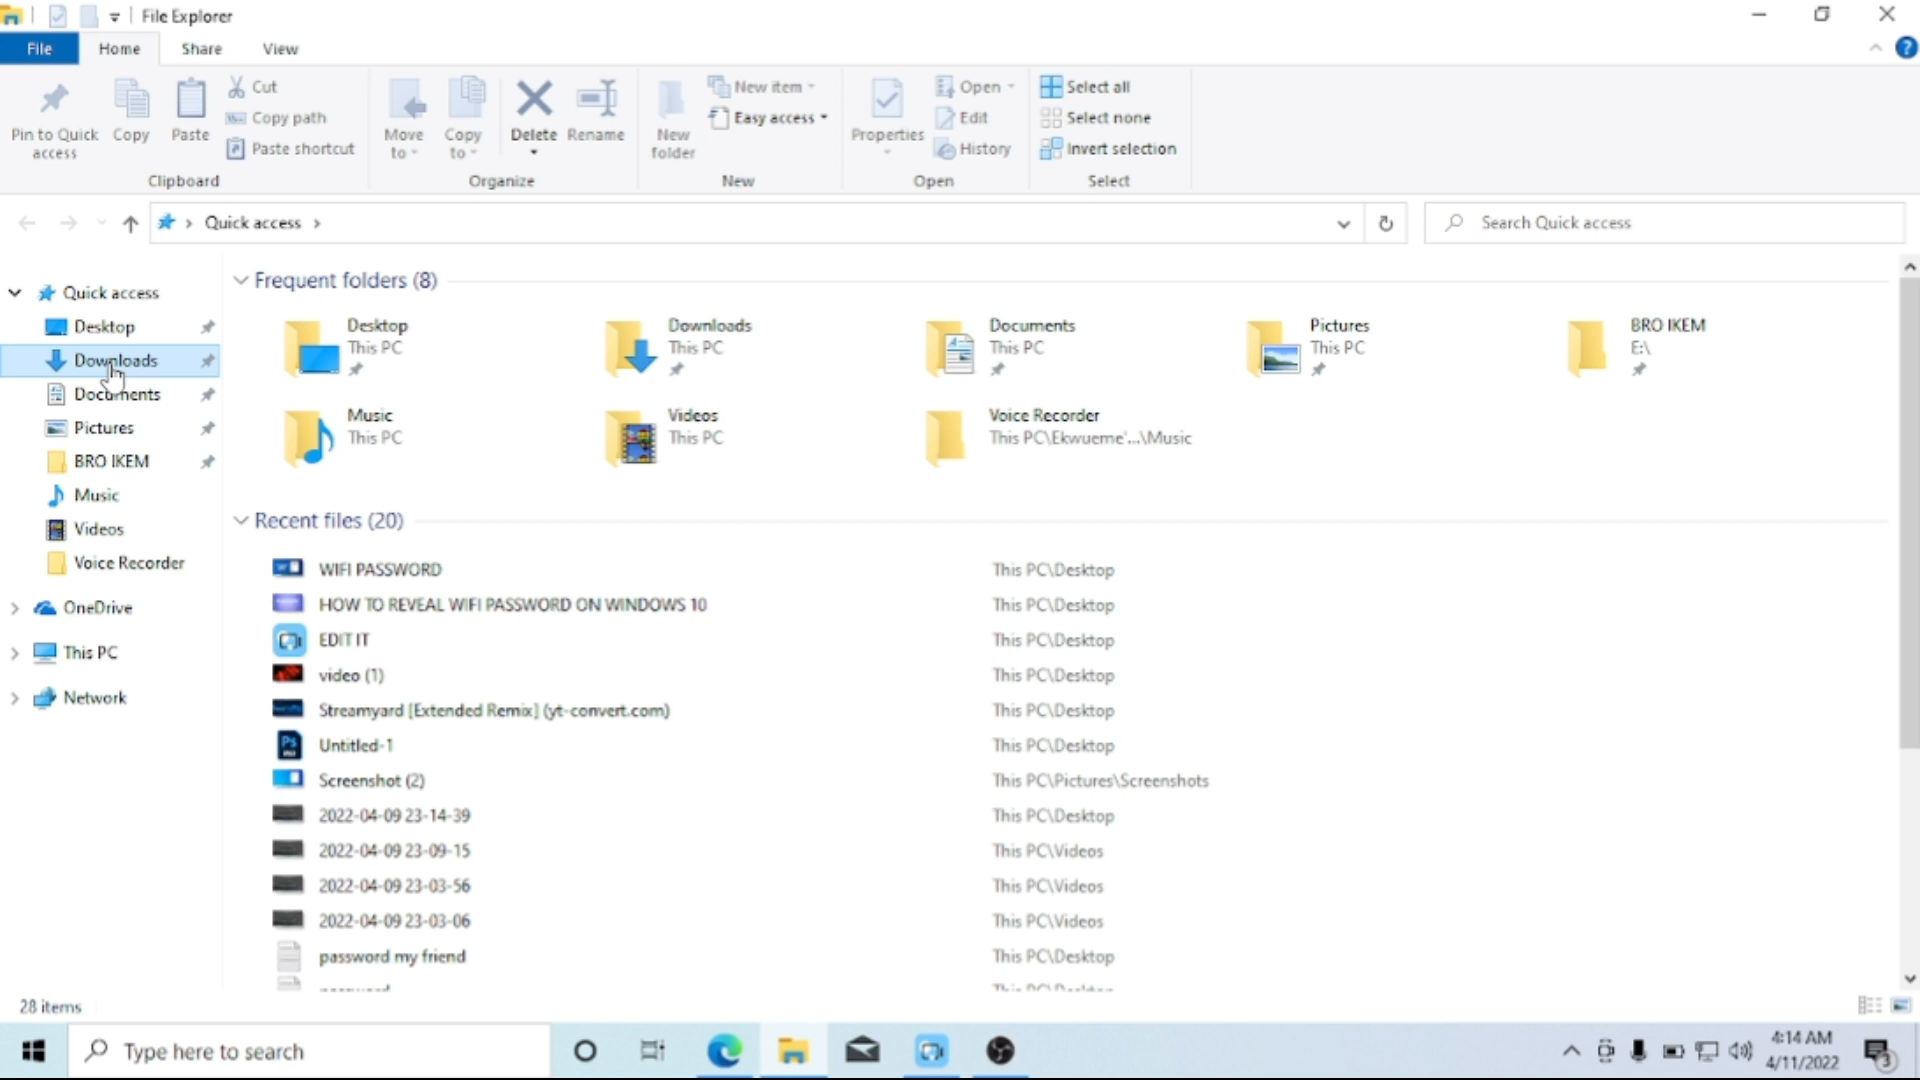 File Explorer
File Home Share View
Pin to Quick access
Copy
Paste
Cut
Copy path
Paste shortcut
Clipboard
Move to
Copy to
Delete
Rename
Organize
New folder
New item
Easy access
New
Properties
Open
Edit
History
Open
Select all
Select none
Invert selection
Select
Quick access
Search Quick access
Quick access
Desktop
Downloads
Documents
Pictures
BRO IKEM
Music
Videos
Voice Recorder
OneDrive
This PC
Network
Frequent folders (8)
Desktop
This PC
Downloads
This PC
Documents
This PC
Pictures
This PC
BRO IKEM
E:\
Music
This PC
Videos
This PC
Voice Recorder
This PC\Ekwueme'...\Music
Recent files (20)
WIFI PASSWORD This PC\Desktop
HOW TO REVEAL WIFI PASSWORD ON WINDOWS 10 This PC\Desktop
EDIT IT This PC\Desktop
video (1) This PC\Desktop
Streamyard [Extended Remix] (yt-convert.com) This PC\Desktop
Untitled-1 This PC\Desktop
Screenshot (2) This PC\Pictures\Screenshots
2022-04-09 23-14-39 This PC\Desktop
2022-04-09 23-09-15 This PC\Videos
2022-04-09 23-03-56 This PC\Videos
2022-04-09 23-03-06 This PC\Videos
password my friend This PC\Desktop
28 items
Type here to search
4:14 AM
4/11/2022
3